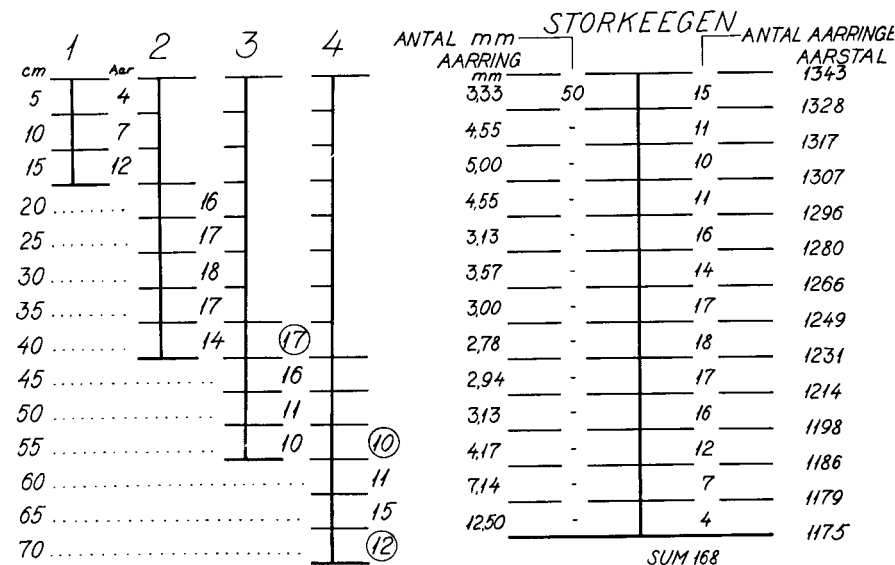 STORKEEGEN
1 2 3 4
cm Aar
5 4
10 7
15 12
20 ........ 16
25 ........ 17
30 ........ 18
35 ........ 17
40 ........ 14 17
45 ................ 16
50 ................ 11
55 ................ 10 10
60 ........................ 11
65 ........................ 15
70 ........................ 12
ANTAL mm ANTAL AARRINGE
AARRING AARSTAL
mm 1343
3,33 50 15
1328
4,55 - 11
1317
5,00 - 10
1307
4,55 - 11
1296
3,13 - 16
1280
3,57 - 14
1266
3,00 - 17
1249
2,78 - 18
1231
2,94 - 17
1214
3,13 - 16
1198
4,17 - 12
1186
7,14 - 7
1179
12,50 - 4
1175
SUM 168